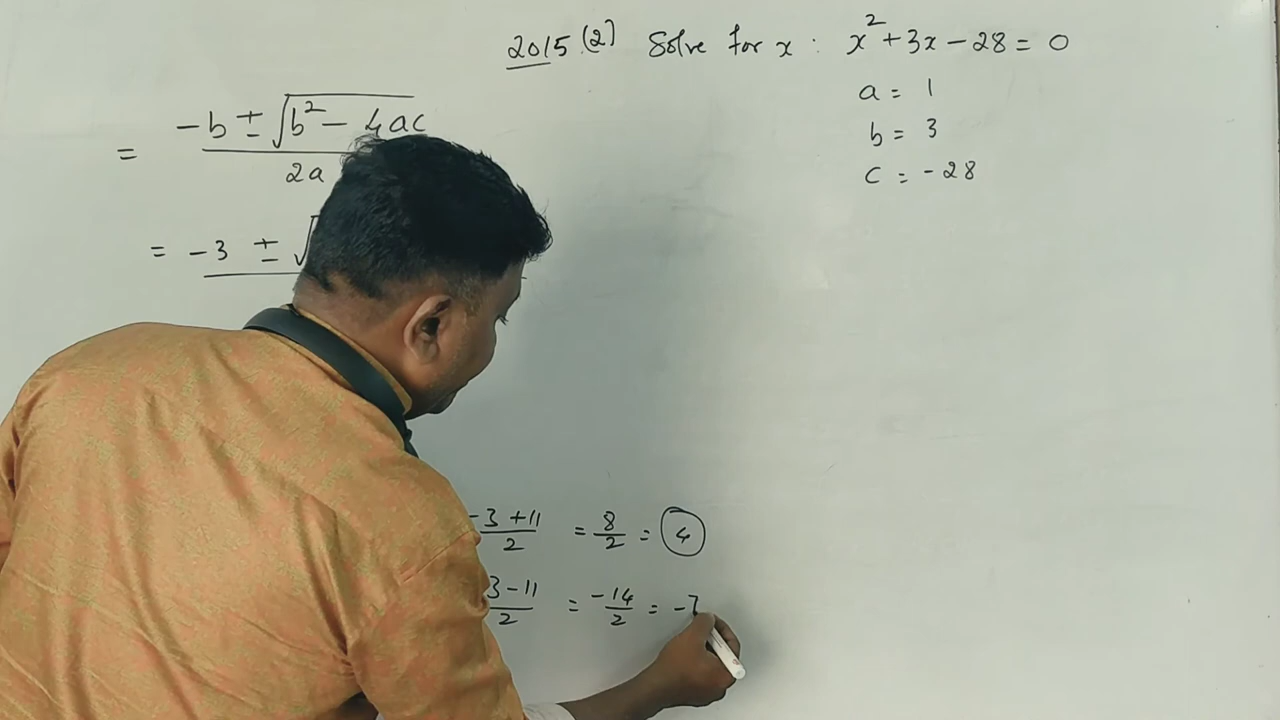 2015 (2) Solve for x : x² + 3x - 28 = 0
a = 1
b = 3
c = -28
= -b ± √b² - 4ac / 2a
= -3 ± √
-3 + 11 / 2 = 8/2 = 4
3 - 11 / 2 = -14/2 = -7